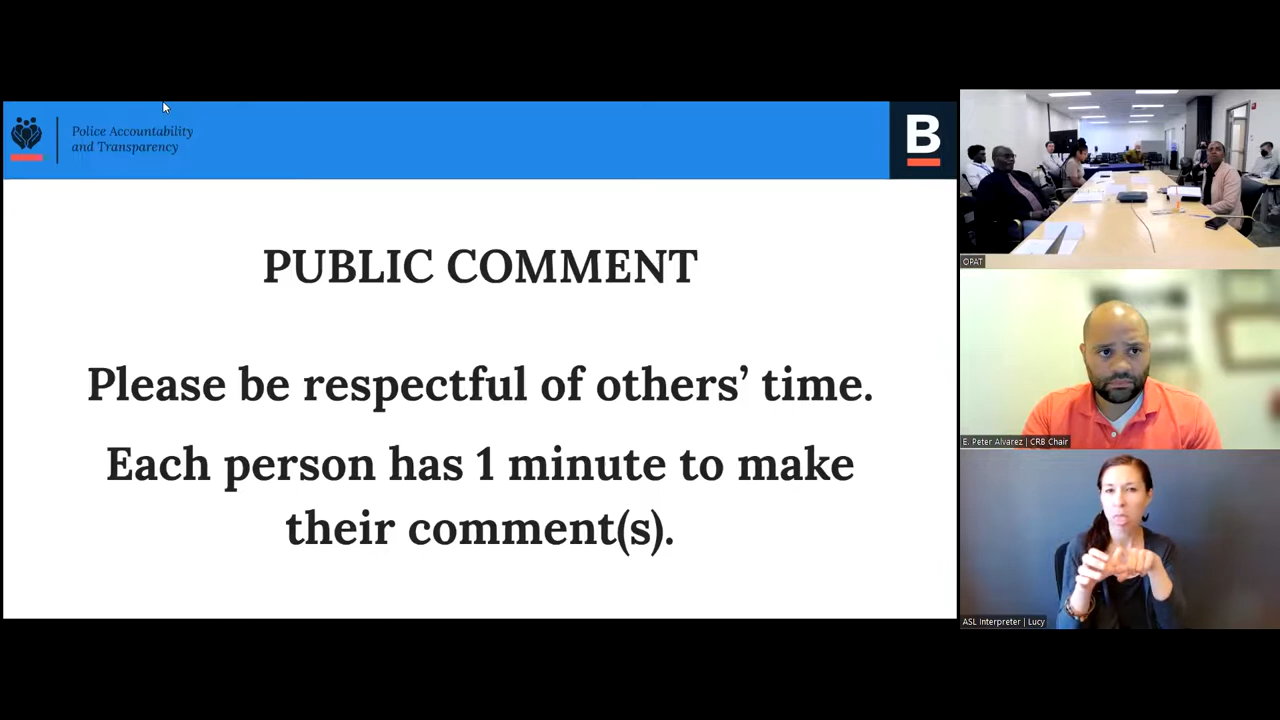 Police Accountability
and Transparency
B
PUBLIC COMMENT
Please be respectful of others’ time.
Each person has 1 minute to make
their comment(s).
OPAT
E. Peter Alvarez | CRB Chair
ASL Interpreter | Lucy